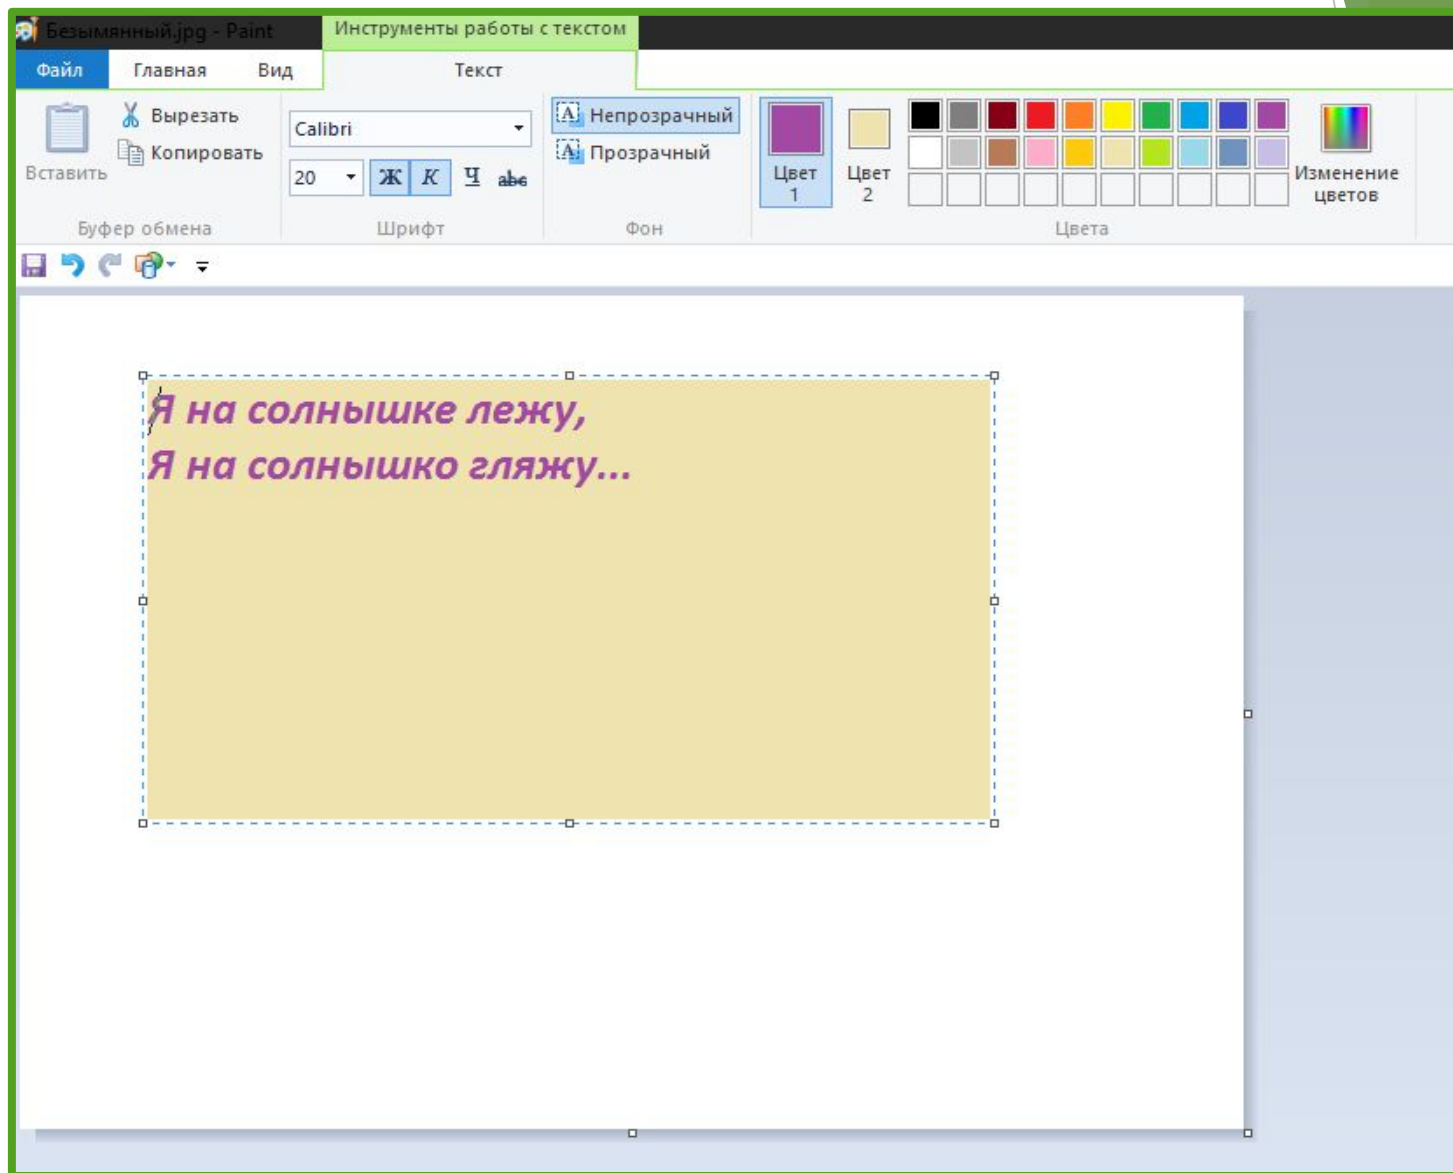 Безымянный.jpg - Paint
Инструменты работы с текстом
Файл Главная Вид Текст
Вставить
Вырезать
Копировать
Буфер обмена
Calibri
20 Ж К Ч abc
Шрифт
А Непрозрачный
А Прозрачный
Фон
Цвет 1
Цвет 2
Изменение цветов
Цвета
Я на солнышке лежу,
Я на солнышко гляжу...